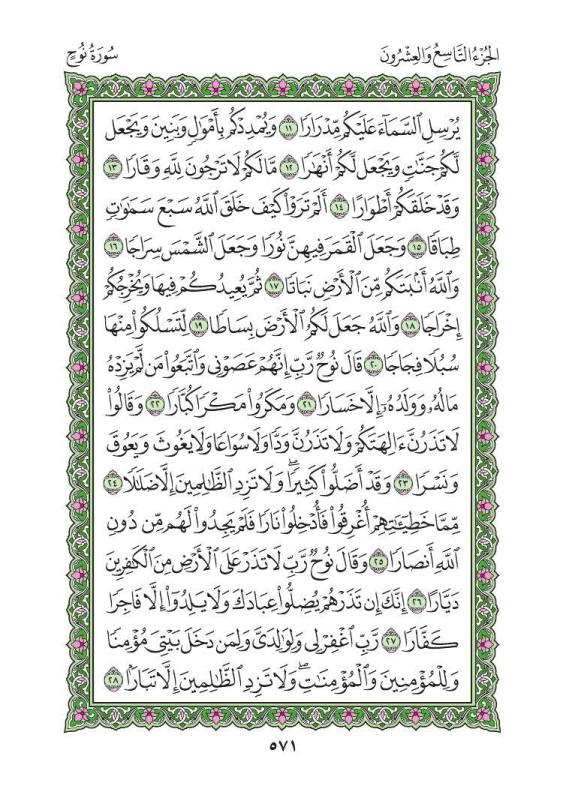 الجُزْءُ التَّاسِعُ وَالعِشْرُونَ
سُورَةُ نُوحٍ
يُرْسِلِ ٱلسَّمَآءَ عَلَيْكُم مِّدْرَارًا ١١ وَيُمْدِدْكُم بِأَمْوَٰلٍ وَبَنِينَ وَيَجْعَل
لَّكُمْ جَنَّٰتٍ وَيَجْعَل لَّكُمْ أَنْهَٰرًا ١٢ مَّا لَكُمْ لَا تَرْجُونَ لِلَّهِ وَقَارًا ١٣
وَقَدْ خَلَقَكُمْ أَطْوَارًا ١٤ أَلَمْ تَرَوْا۟ كَيْفَ خَلَقَ ٱللَّهُ سَبْعَ سَمَٰوَٰتٍ
طِبَاقًا ١٥ وَجَعَلَ ٱلْقَمَرَ فِيهِنَّ نُورًا وَجَعَلَ ٱلشَّمْسَ سِرَاجًا ١٦
وَٱللَّهُ أَنۢبَتَكُم مِّنَ ٱلْأَرْضِ نَبَاتًا ١٧ ثُمَّ يُعِيدُكُمْ فِيهَا وَيُخْرِجُكُمْ
إِخْرَاجًا ١٨ وَٱللَّهُ جَعَلَ لَكُمُ ٱلْأَرْضَ بِسَاطًا ١٩ لِّتَسْلُكُوا۟ مِنْهَا
سُبُلًا فِجَاجًا ٢٠ قَالَ نُوحٌ رَّبِّ إِنَّهُمْ عَصَوْنِى وَٱتَّبَعُوا۟ مَن لَّمْ يَزِدْهُ
مَالُهُۥ وَوَلَدُهُۥٓ إِلَّا خَسَارًا ٢١ وَمَكَرُوا۟ مَكْرًا كُبَّارًا ٢٢ وَقَالُوا۟
لَا تَذَرُنَّ ءَالِهَتَكُمْ وَلَا تَذَرُنَّ وَدًّا وَلَا سُوَاعًا وَلَا يَغُوثَ وَيَعُوقَ
وَنَسْرًا ٢٣ وَقَدْ أَضَلُّوا۟ كَثِيرًا ۖ وَلَا تَزِدِ ٱلظَّٰلِمِينَ إِلَّا ضَلَٰلًا ٢٤
مِّمَّا خَطِيٓـَٰٔتِهِمْ أُغْرِقُوا۟ فَأُدْخِلُوا۟ نَارًا فَلَمْ يَجِدُوا۟ لَهُم مِّن دُونِ
ٱللَّهِ أَنصَارًا ٢٥ وَقَالَ نُوحٌ رَّبِّ لَا تَذَرْ عَلَى ٱلْأَرْضِ مِنَ ٱلْكَٰفِرِينَ
دَيَّارًا ٢٦ إِنَّكَ إِن تَذَرْهُمْ يُضِلُّوا۟ عِبَادَكَ وَلَا يَلِدُوٓا۟ إِلَّا فَاجِرًا
كَفَّارًا ٢٧ رَّبِّ ٱغْفِرْ لِى وَلِوَٰلِدَىَّ وَلِمَن دَخَلَ بَيْتِىَ مُؤْمِنًا
وَلِلْمُؤْمِنِينَ وَٱلْمُؤْمِنَٰتِ ۖ وَلَا تَزِدِ ٱلظَّٰلِمِينَ إِلَّا تَبَارًۢا ٢٨
٥٧١